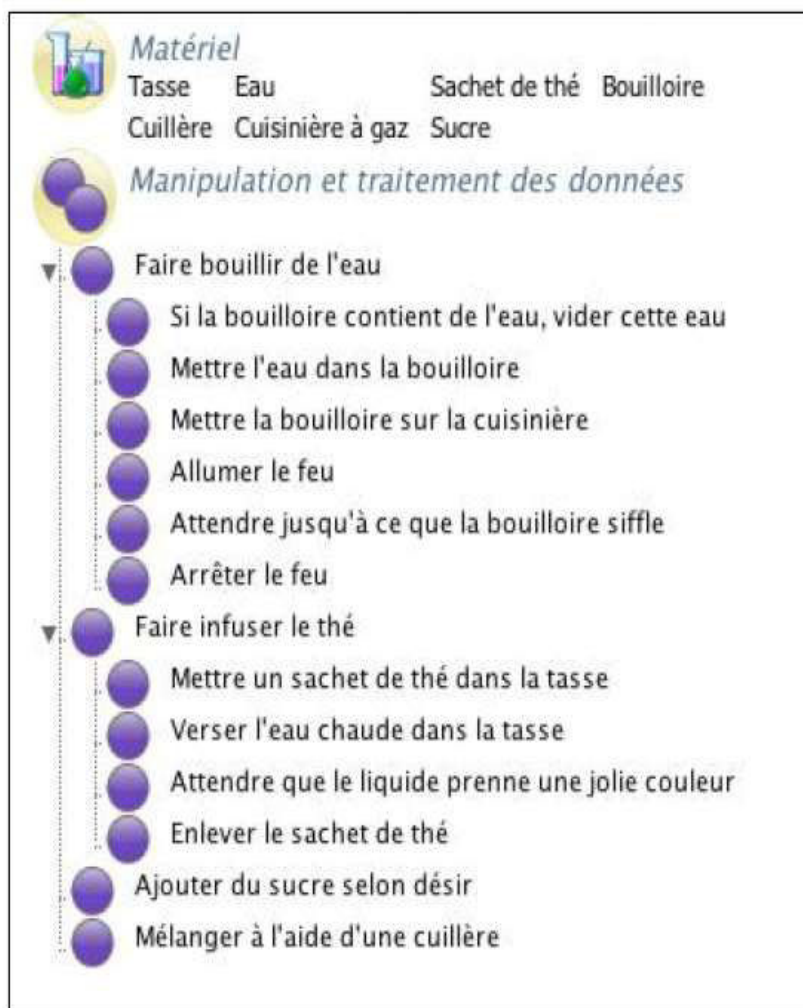 Matériel
Tasse Eau Sachet de thé Bouilloire
Cuillère Cuisinière à gaz Sucre
Manipulation et traitement des données
Faire bouillir de l'eau
Si la bouilloire contient de l'eau, vider cette eau
Mettre l'eau dans la bouilloire
Mettre la bouilloire sur la cuisinière
Allumer le feu
Attendre jusqu'à ce que la bouilloire siffle
Arrêter le feu
Faire infuser le thé
Mettre un sachet de thé dans la tasse
Verser l'eau chaude dans la tasse
Attendre que le liquide prenne une jolie couleur
Enlever le sachet de thé
Ajouter du sucre selon désir
Mélanger à l'aide d'une cuillère